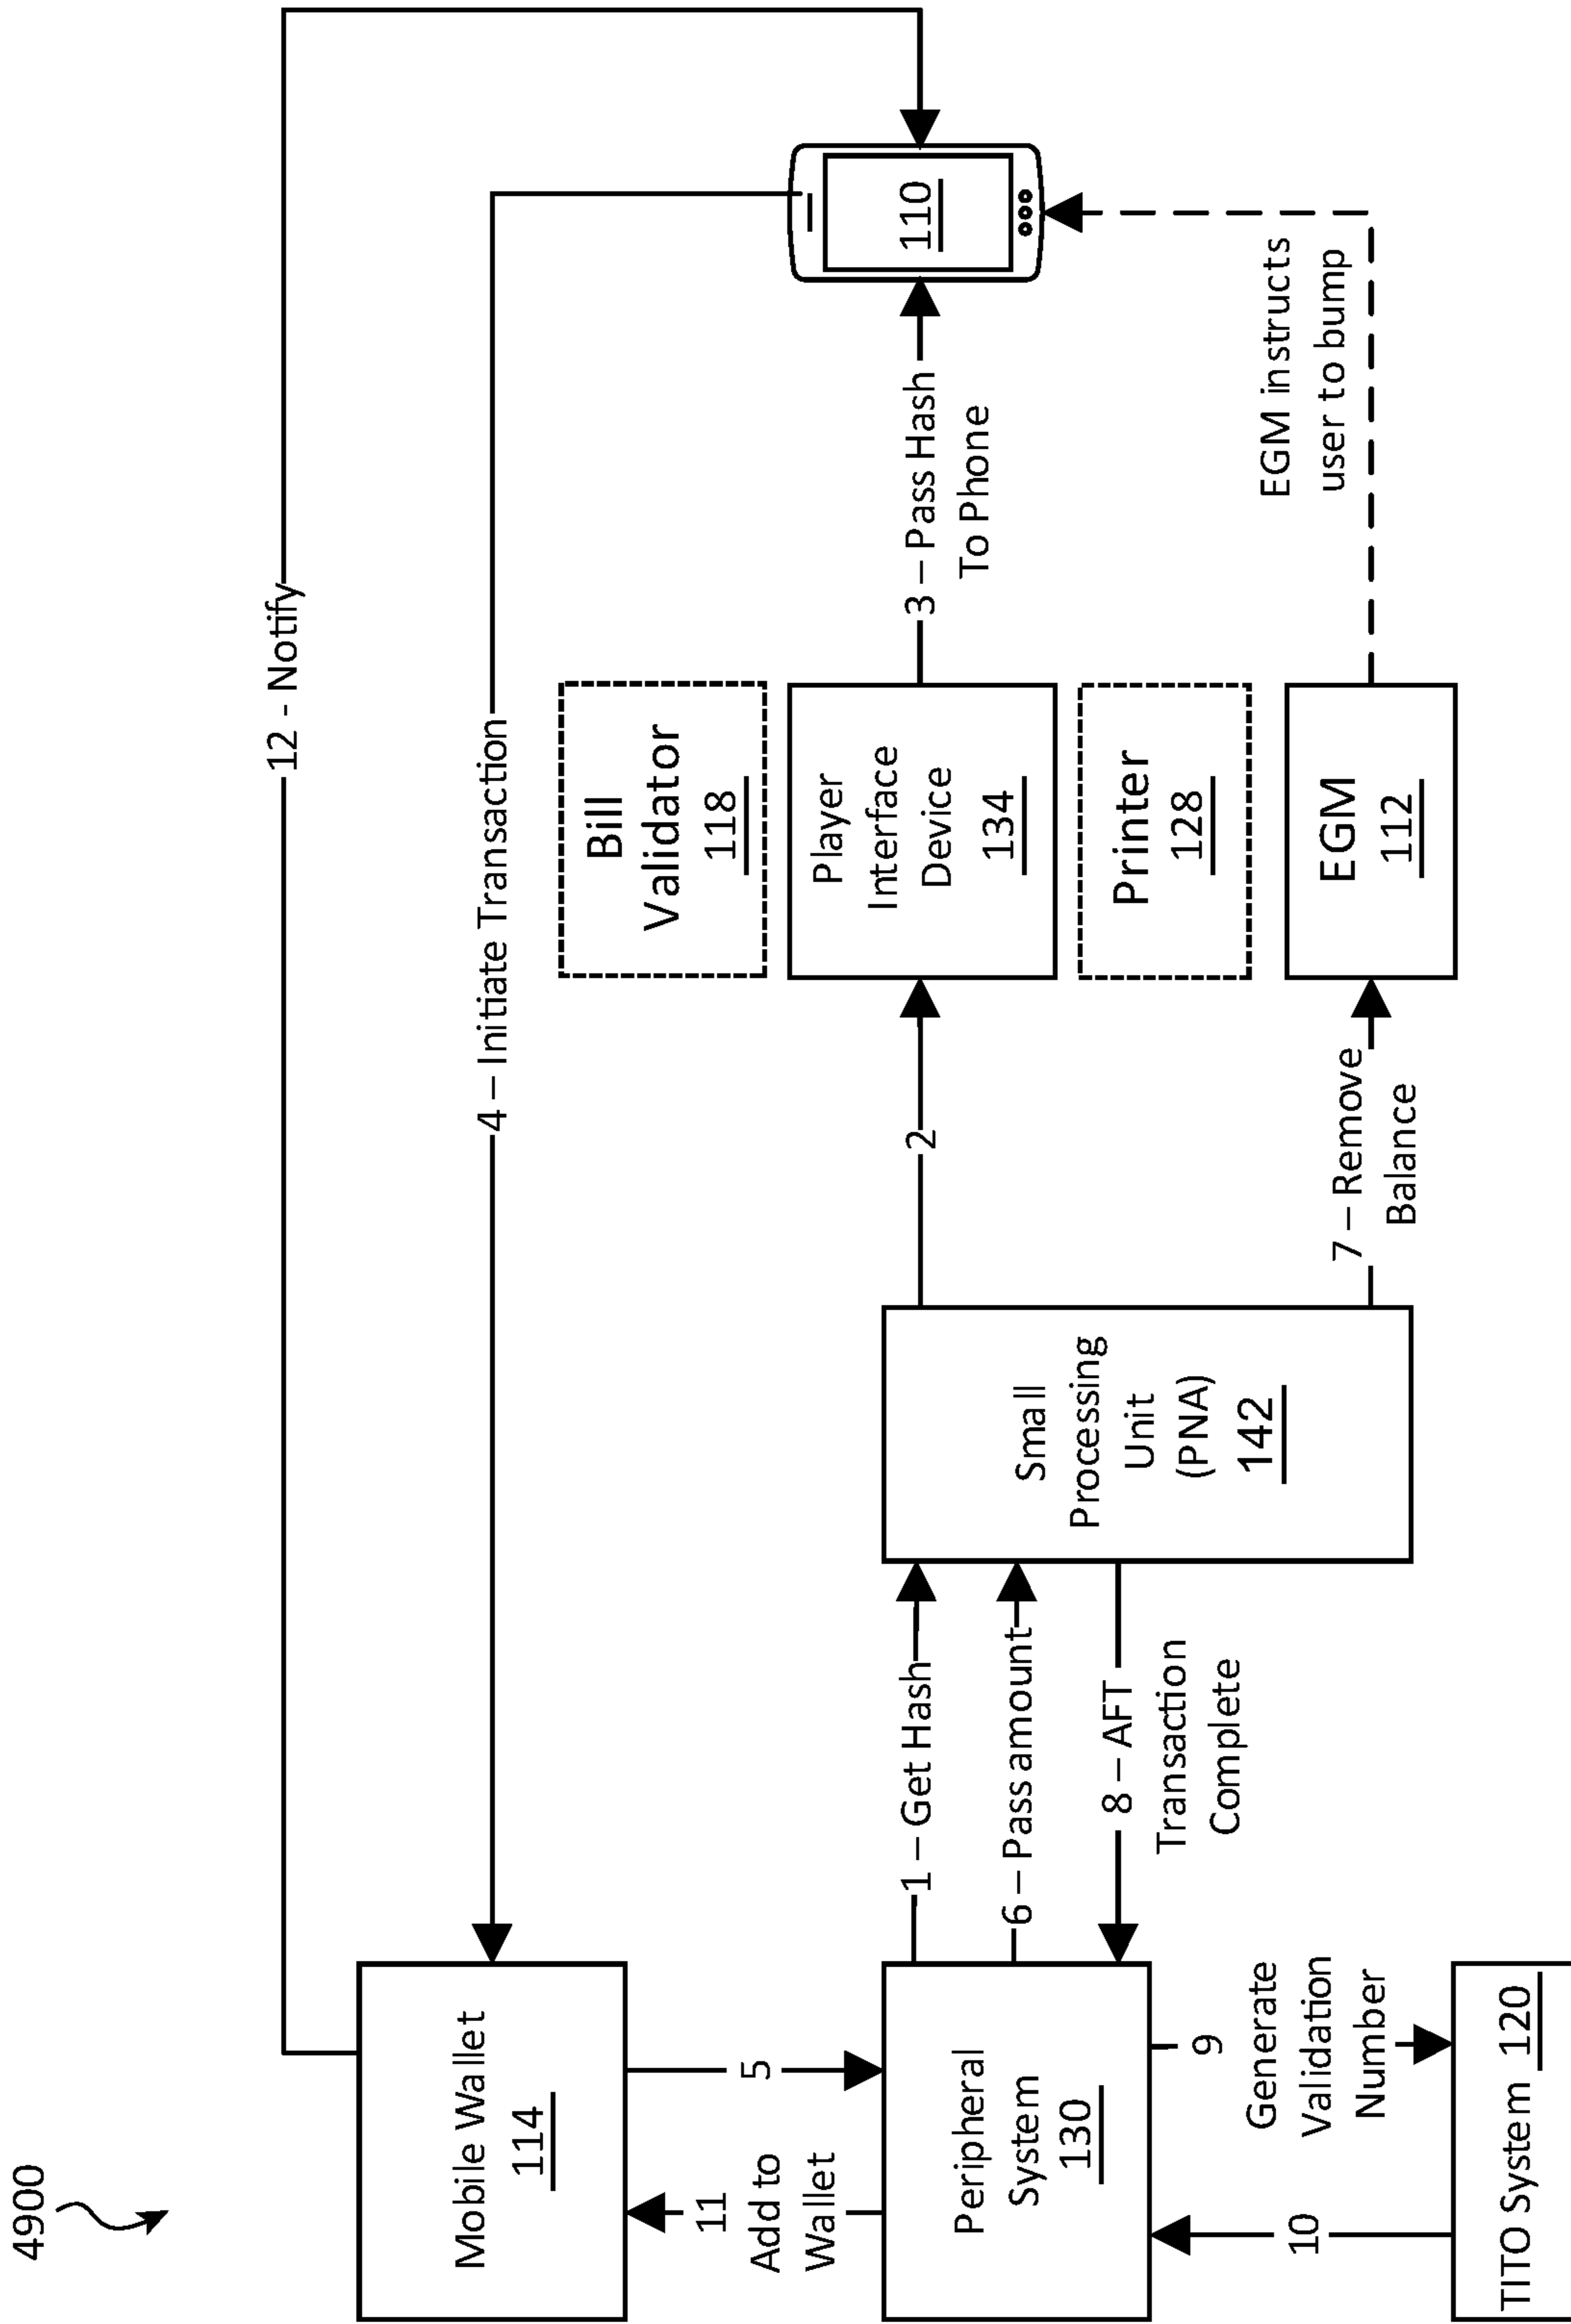 4900
12 - Notify
4 – Initiate Transaction
Mobile Wallet
114
Bill
Validator
118
110
11
Add to
Wallet
5
Peripheral
System
130
1 – Get Hash
6 – Pass amount
8 – AFT
Transaction
Complete
Small
Processing
Unit
(PNA)
142
2
Player
Interface
Device
134
3 – Pass Hash
To Phone
Printer
128
7 – Remove
Balance
EGM
112
EGM instructs
user to bump
9
Generate
Validation
Number
10
TITO System 120